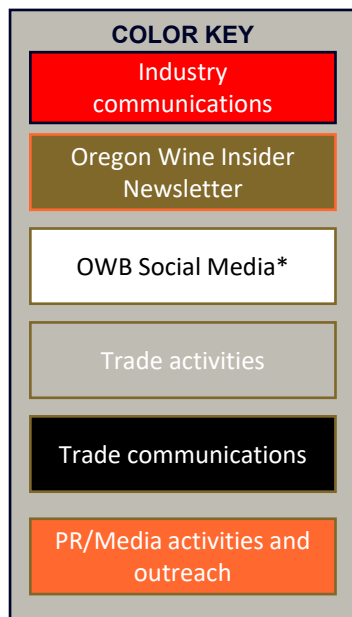 COLOR KEY
Industry
communications
Oregon Wine Insider
Newsletter
OWB Social Media*
Trade activities
Trade communications
PR/Media activities and
outreach